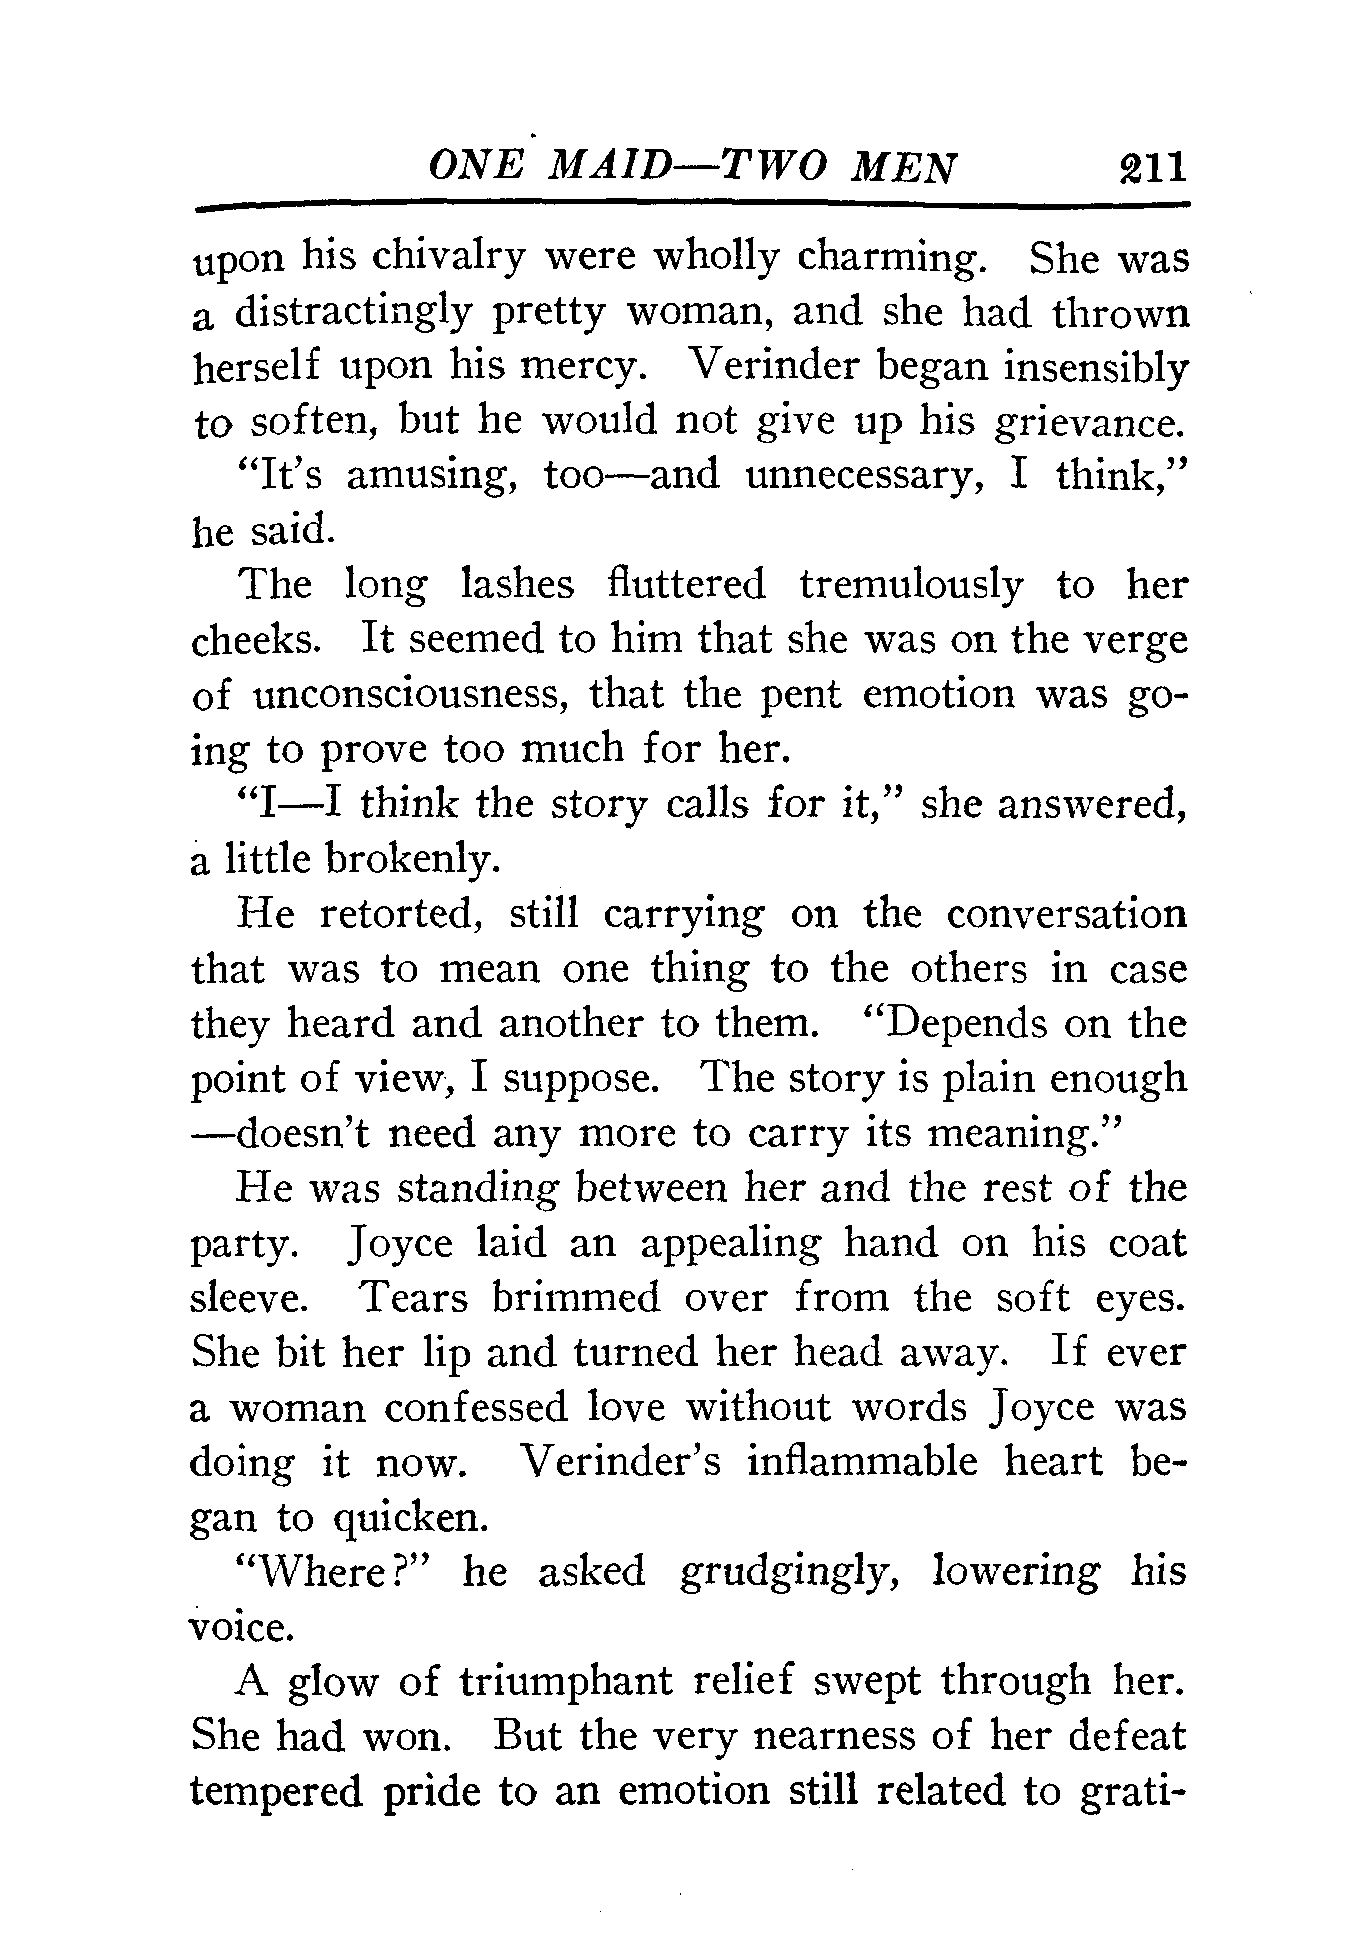 ONE MAID—TWO MEN 211
upon his chivalry were wholly charming. She was
a distractingly pretty woman, and she had thrown
herself upon his mercy. Verinder began insensibly
to soften, but he would not give up his grievance.
“It’s amusing, too—and unnecessary, I think,”
he said.
The long lashes fluttered tremulously to her
cheeks. It seemed to him that she was on the verge
of unconsciousness, that the pent emotion was go-
ing to prove too much for her.
“I—I think the story calls for it,” she answered,
a little brokenly.
He retorted, still carrying on the conversation
that was to mean one thing to the others in case
they heard and another to them. “Depends on the
point of view, I suppose. The story is plain enough
—doesn’t need any more to carry its meaning.”
He was standing between her and the rest of the
party. Joyce laid an appealing hand on his coat
sleeve. Tears brimmed over from the soft eyes.
She bit her lip and turned her head away. If ever
a woman confessed love without words Joyce was
doing it now. Verinder’s inflammable heart be-
gan to quicken.
“Where?” he asked grudgingly, lowering his
voice.
A glow of triumphant relief swept through her.
She had won. But the very nearness of her defeat
tempered pride to an emotion still related to grati-